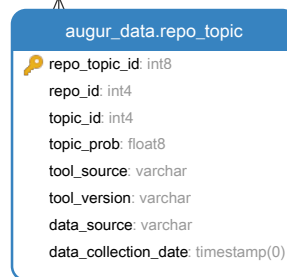 augur_data.repo_topic
repo_topic_id: int8
repo_id: int4
topic_id: int4
topic_prob: float8
tool_source: varchar
tool_version: varchar
data_source: varchar
data_collection_date: timestamp(0)